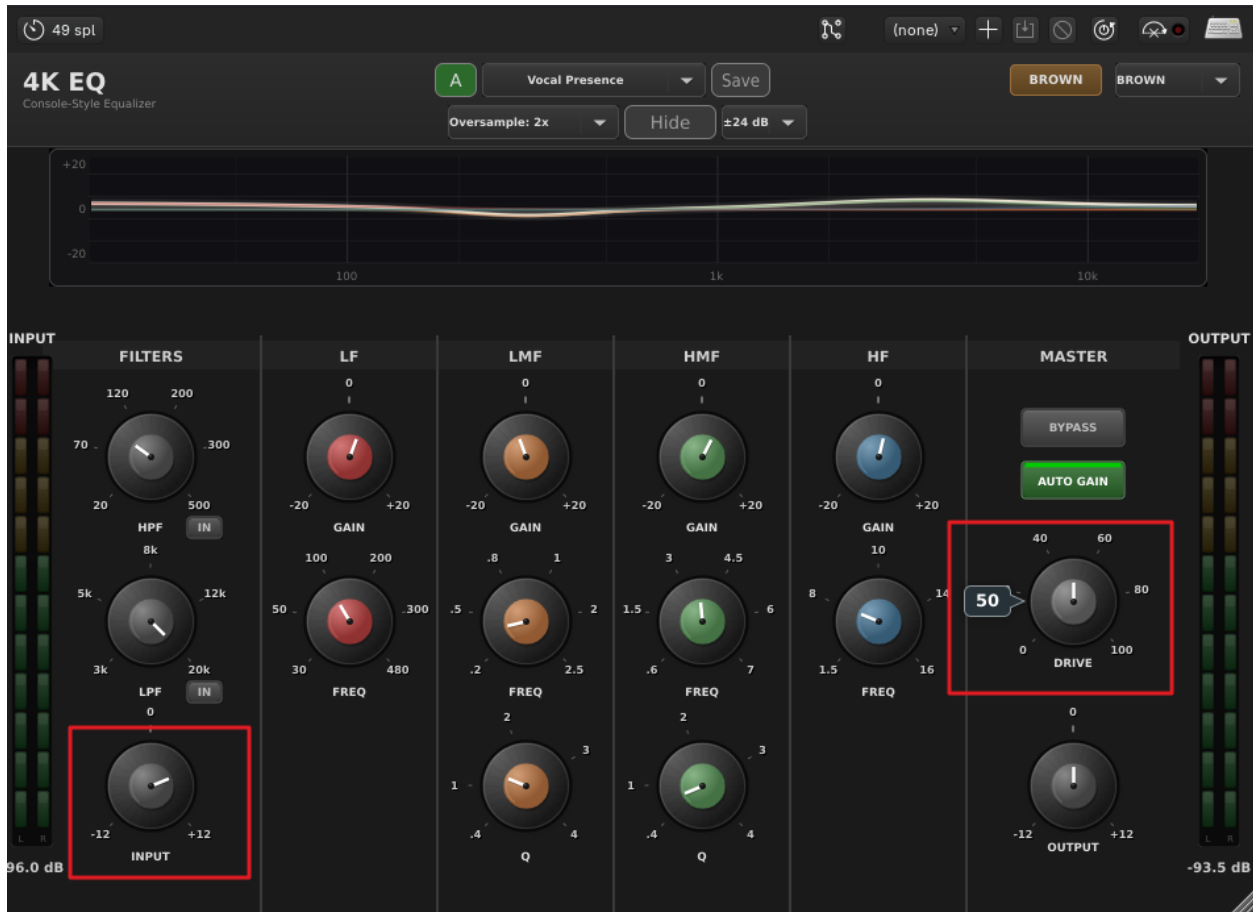 49 spl
(none)
4K EQ
Console-Style Equalizer
A
Vocal Presence
Save
BROWN
BROWN
Oversample: 2x
Hide
±24 dB
+20
0
-20
100
1k
10k
INPUT
OUTPUT
FILTERS
LF
LMF
HMF
HF
MASTER
120
200
70
300
20
500
HPF
IN
0
-20
+20
GAIN
0
-20
+20
GAIN
0
-20
+20
GAIN
0
-20
+20
GAIN
BYPASS
AUTO GAIN
8k
5k
12k
3k
20k
LPF
IN
100
200
50
300
30
480
FREQ
.8
1
.5
2
.2
2.5
FREQ
3
4.5
1.5
6
.6
7
FREQ
10
8
14
1.5
16
FREQ
40
60
50
80
0
100
DRIVE
0
-12
+12
INPUT
2
3
1
.4
4
Q
2
3
1
.4
4
Q
0
-12
+12
OUTPUT
L R
L R
96.0 dB
-93.5 dB